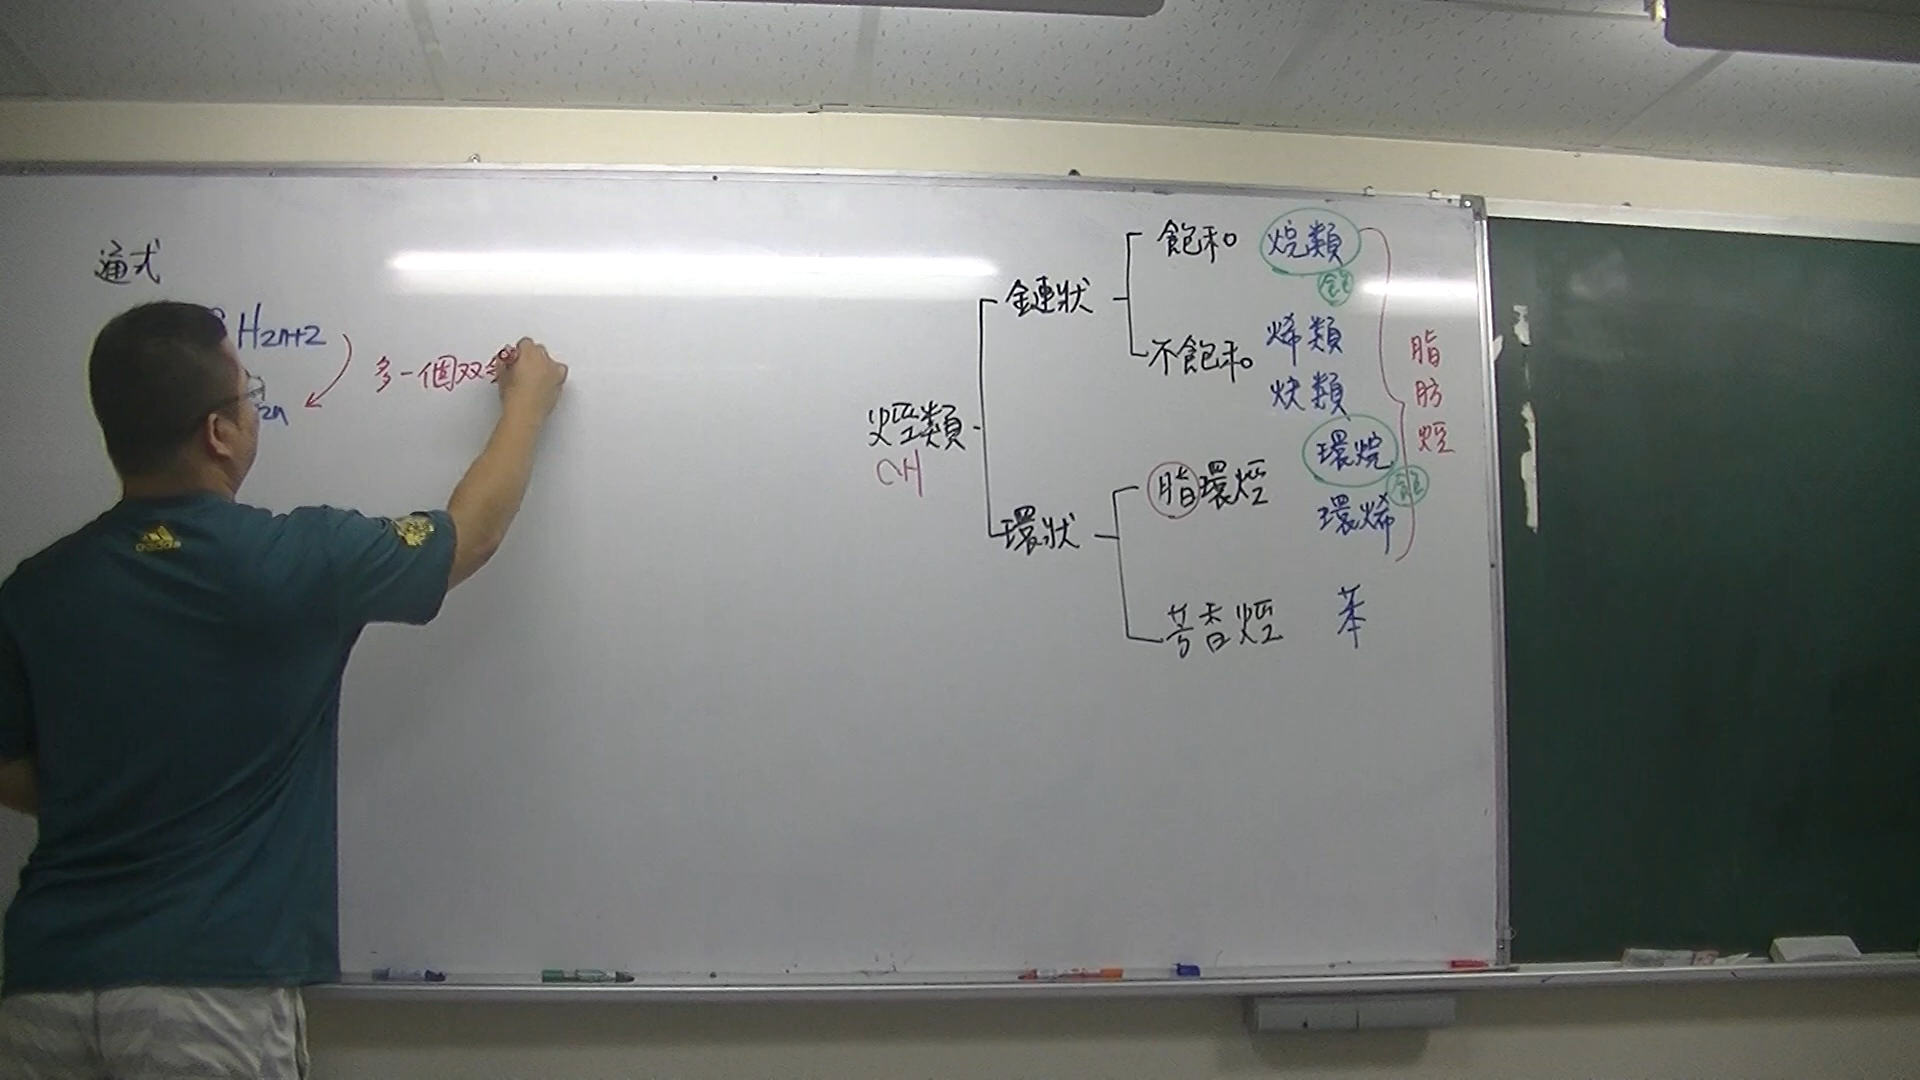 通式
H2n+2
2n
多一個双
烴類
CH
鏈狀
飽和
烷類
飽
不飽和
烯類
炔類
環狀
脂環烴
環烷
飽
環烯
芳香烴
苯
脂肪烴
adidas